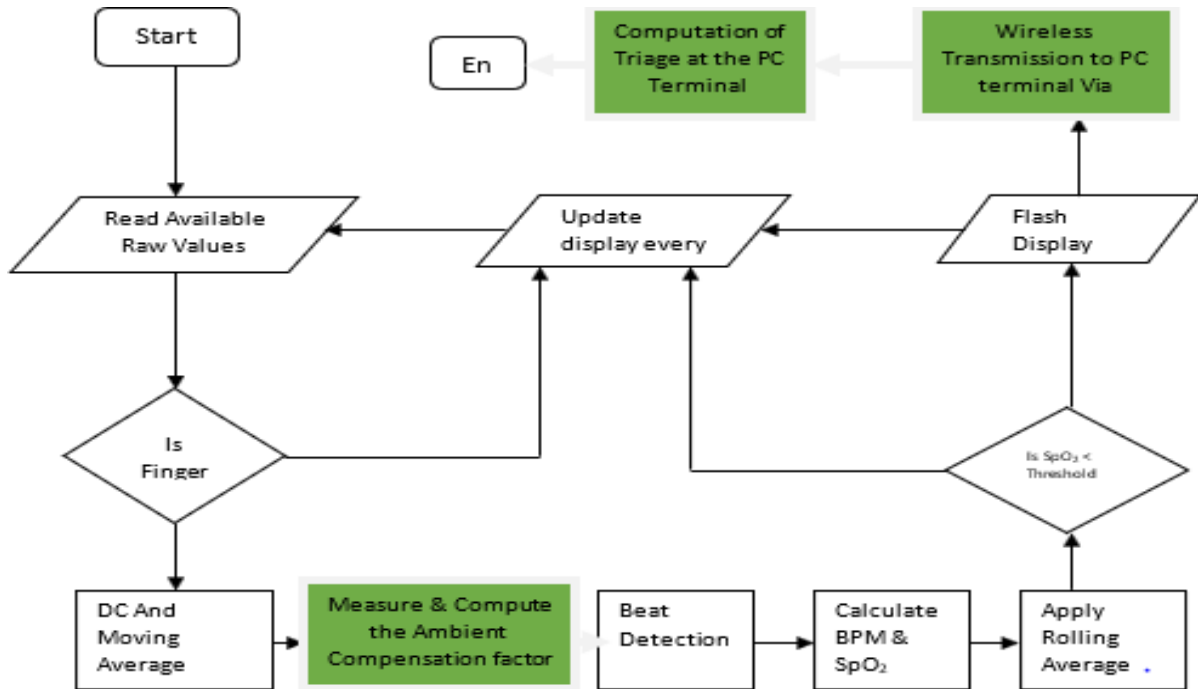 Start
En
Computation of
Triage at the PC
Terminal
Wireless
Transmission to PC
terminal Via
Read Available
Raw Values
Update
display every
Flash
Display
Is
Finger
Is SpO₂ <
Threshold
DC And
Moving
Average
Measure & Compute
the Ambient
Compensation factor
Beat
Detection
Calculate
BPM &
SpO₂
Apply
Rolling
Average